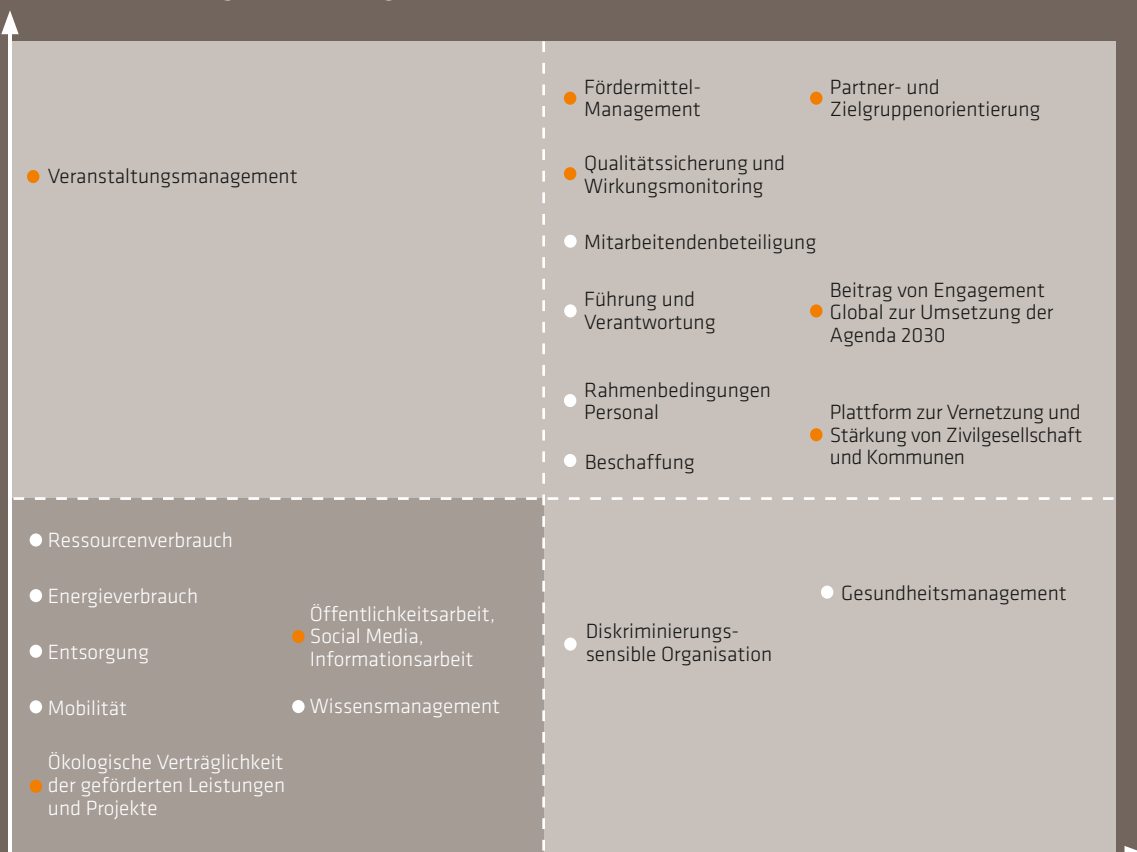 Veranstaltungsmanagement
Fördermittel-
Management
Partner- und
Zielgruppenorientierung
Qualitätssicherung und
Wirkungsmonitoring
Mitarbeitendenbeteiligung
Führung und
Verantwortung
Beitrag von Engagement
Global zur Umsetzung der
Agenda 2030
Rahmenbedingungen
Personal
Plattform zur Vernetzung und
Stärkung von Zivilgesellschaft
und Kommunen
Beschaffung
Ressourcenverbrauch
Energieverbrauch
Entsorgung
Mobilität
Ökologische Verträglichkeit
der geförderten Leistungen
und Projekte
Öffentlichkeitsarbeit,
Social Media,
Informationsarbeit
Wissensmanagement
Diskriminierungs-
sensible Organisation
Gesundheitsmanagement